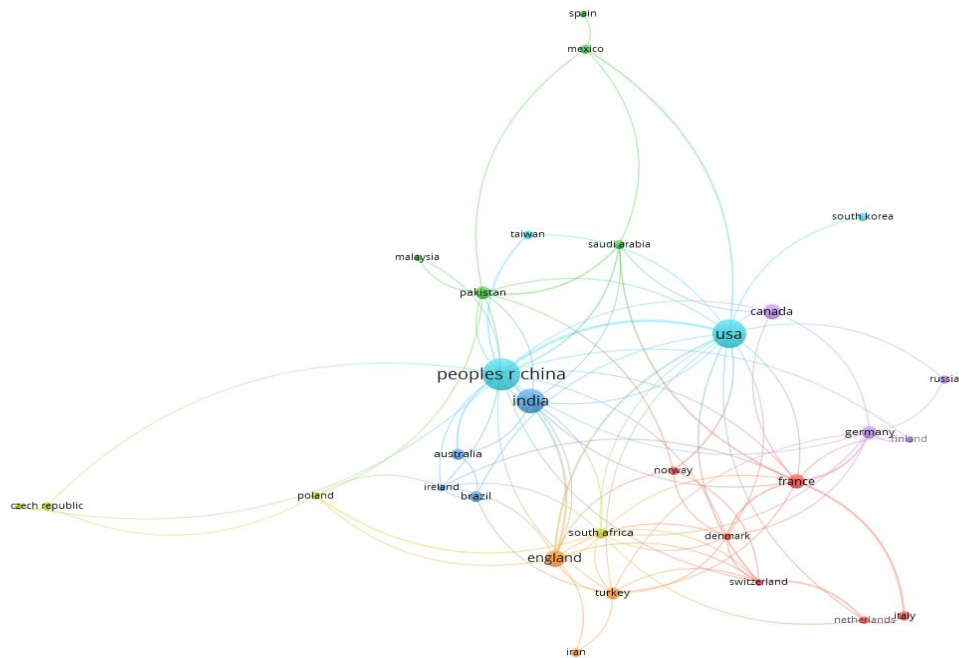 spain
mexico
south korea
taiwan
saudi arabia
malaysia
pakistan
canada
usa
peoples r china
russia
india
germany
finland
australia
norway
france
ireland
brazil
poland
czech republic
south africa
denmark
england
switzerland
turkey
italy
netherlands
iran